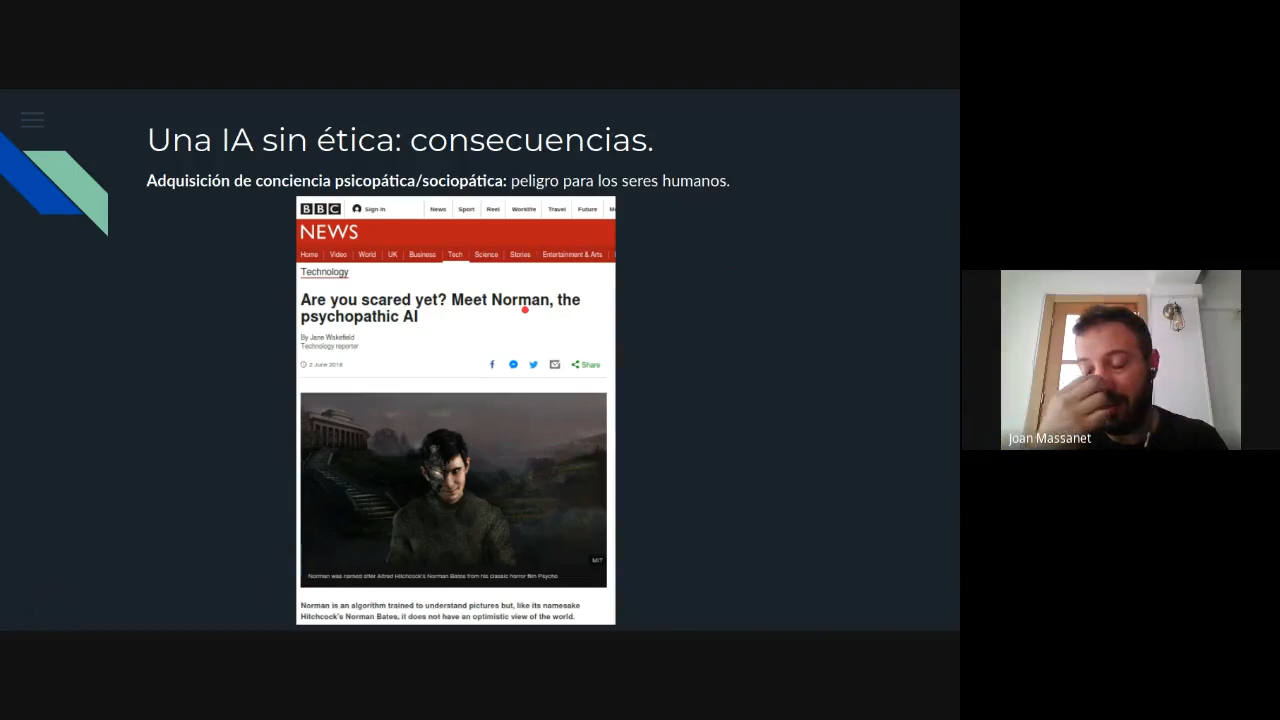 Una IA sin ética: consecuencias.
Adquisición de conciencia psicopática/sociopática: peligro para los seres humanos.
BBC Sign in News Sport Reel Worklife Travel Future
NEWS
Home Video World UK Business Tech Science Stories Entertainment & Arts
Technology
Are you scared yet? Meet Norman, the
psychopathic AI
By Jane Wakefield
Technology reporter
2 June 2018
Share
MIT
Norman was named after Alfred Hitchcock's Norman Bates from his classic horror film Psycho
Norman is an algorithm trained to understand pictures but, like its namesake
Hitchcock's Norman Bates, it does not have an optimistic view of the world.
Joan Massanet